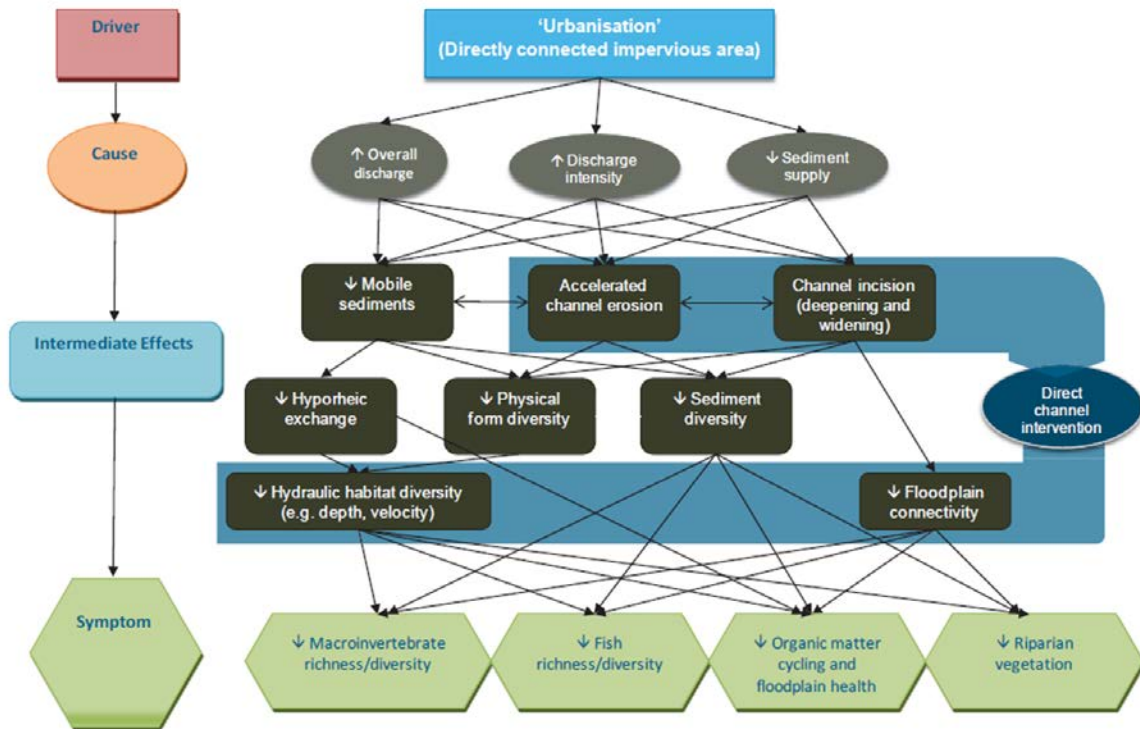 Driver
‘Urbanisation’
(Directly connected impervious area)
Cause
↑ Overall
discharge
↑ Discharge
intensity
↓ Sediment
supply
↓ Mobile
sediments
Accelerated
channel erosion
Channel incision
(deepening and
widening)
Intermediate Effects
↓ Hyporheic
exchange
↓ Physical
form diversity
↓ Sediment
diversity
Direct
channel
intervention
↓ Hydraulic habitat diversity
(e.g. depth, velocity)
↓ Floodplain
connectivity
Symptom
↓ Macroinvertebrate
richness/diversity
↓ Fish
richness/diversity
↓ Organic matter
cycling and
floodplain health
↓ Riparian
vegetation